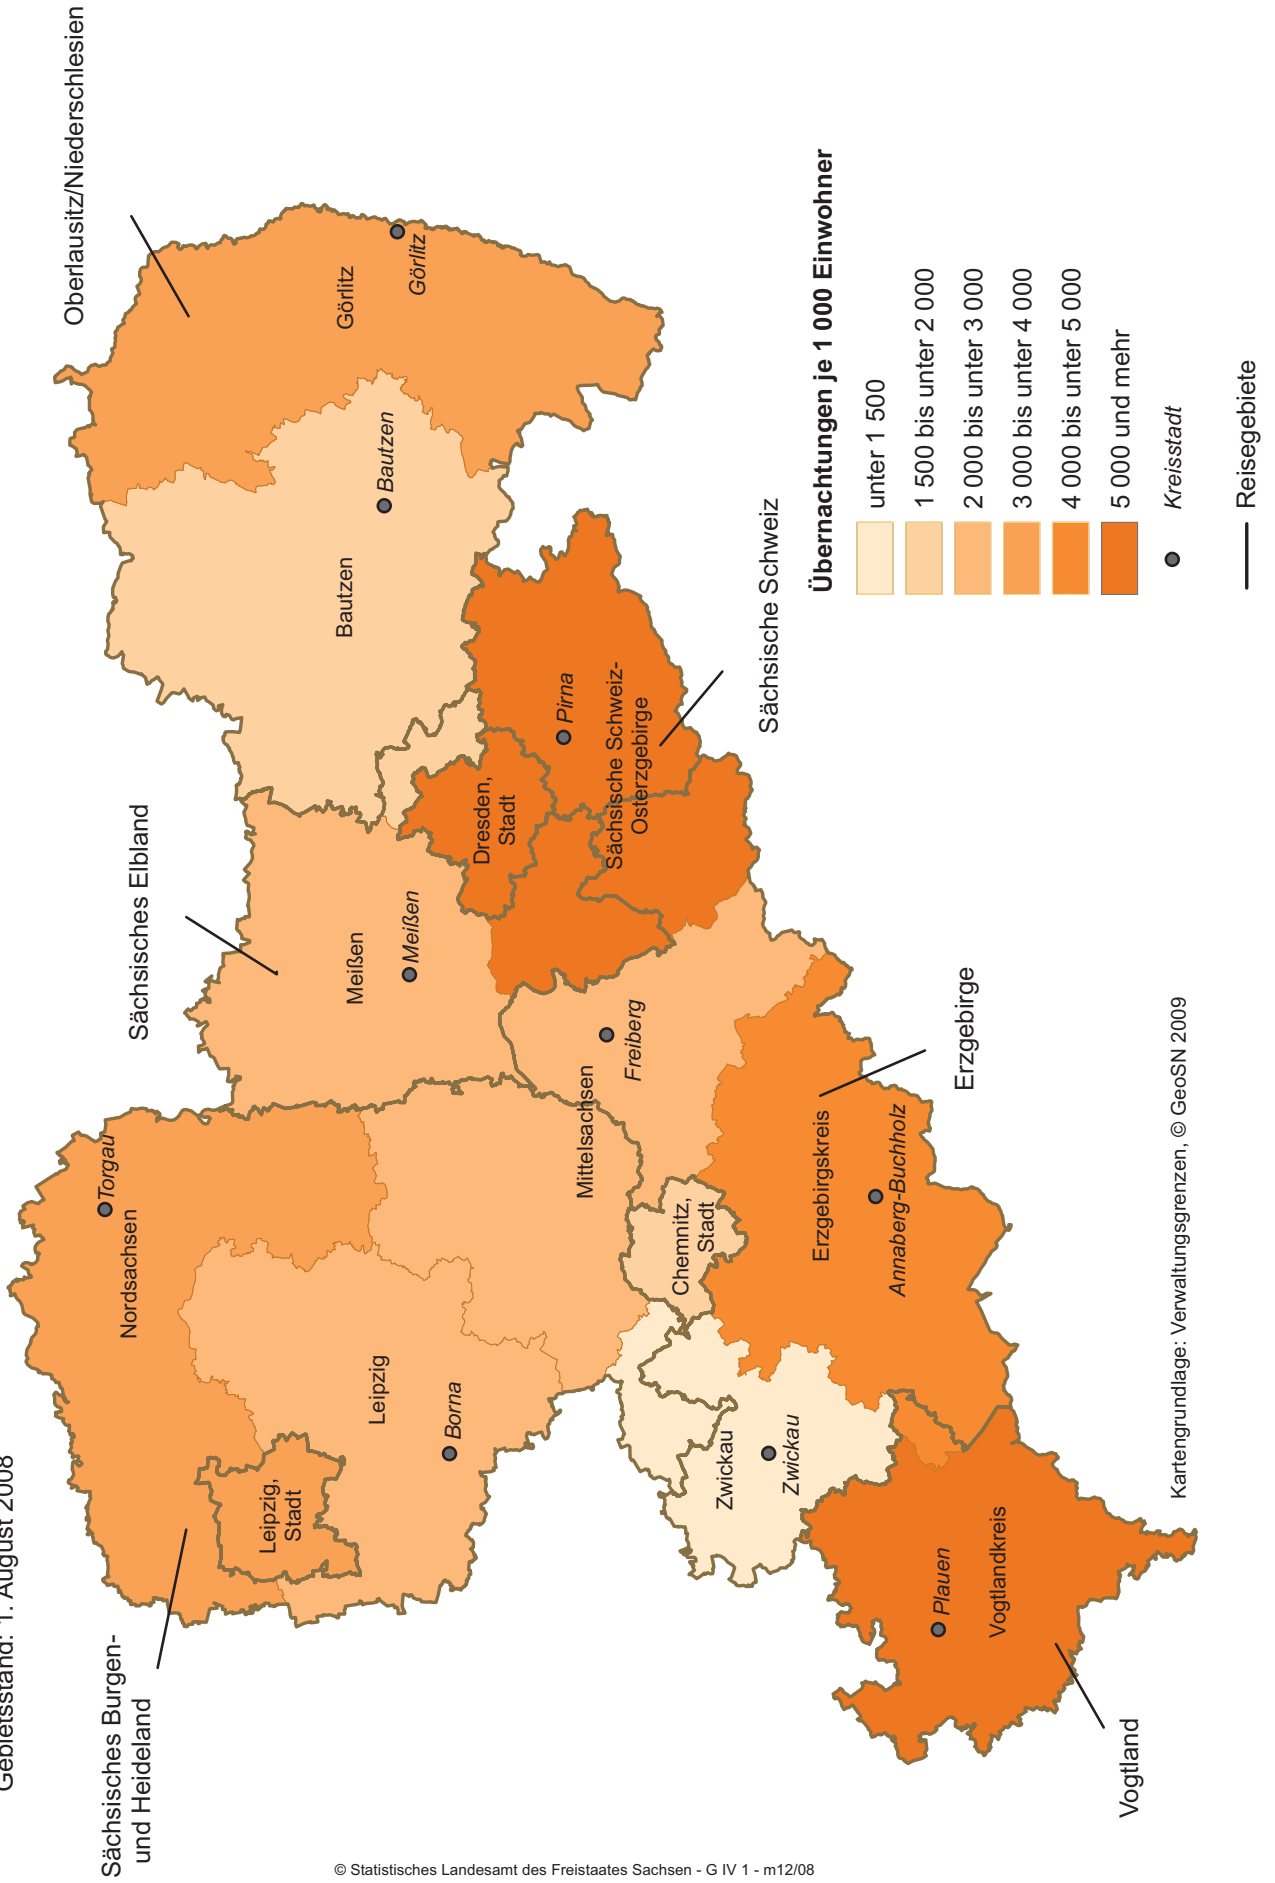 Gebietsstand: 1. August 2008
Oberlausitz/Niederschlesien
Sächsisches Elbland
Sächsisches Burgen-
und Heideland
Torgau
Nordsachsen
Leipzig,
Stadt
Leipzig
Borna
Meißen
Meißen
Bautzen
Bautzen
Görlitz
Görlitz
Dresden,
Stadt
Pirna
Sächsische Schweiz-
Osterzgebirge
Sächsische Schweiz
Freiberg
Mittelsachsen
Chemnitz,
Stadt
Erzgebirgskreis
Annaberg-Buchholz
Erzgebirge
Zwickau
Zwickau
Plauen
Vogtlandkreis
Vogtland
Übernachtungen je 1 000 Einwohner
unter 1 500
1 500 bis unter 2 000
2 000 bis unter 3 000
3 000 bis unter 4 000
4 000 bis unter 5 000
5 000 und mehr
Kreisstadt
Reisegebiete
Kartengrundlage: Verwaltungsgrenzen, © GeoSN 2009
© Statistisches Landesamt des Freistaates Sachsen - G IV 1 - m12/08